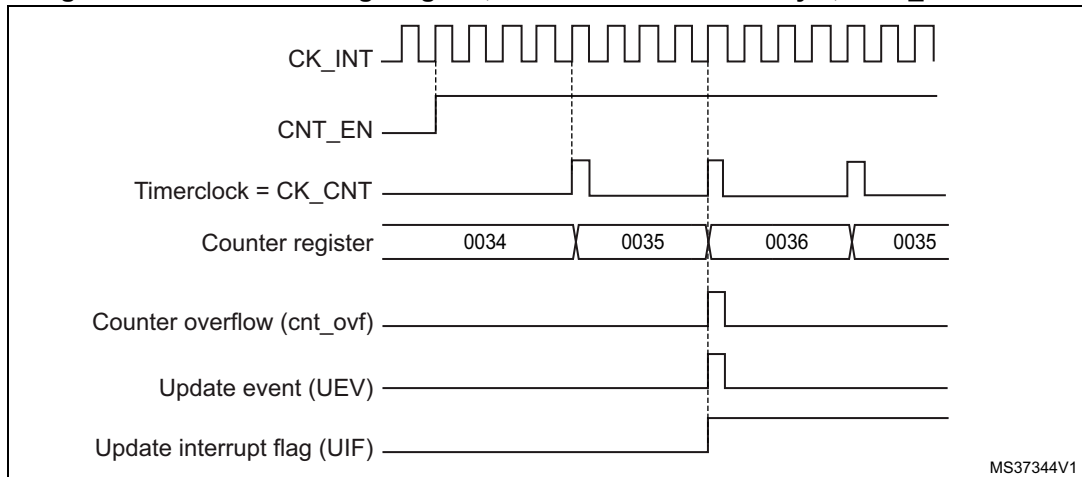 CK_INT
CNT_EN
Timerclock = CK_CNT
Counter register 0034 0035 0036 0035
Counter overflow (cnt_ovf)
Update event (UEV)
Update interrupt flag (UIF)
MS37344V1